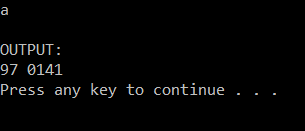 a
OUTPUT:
97 0141
Press any key to continue . . .